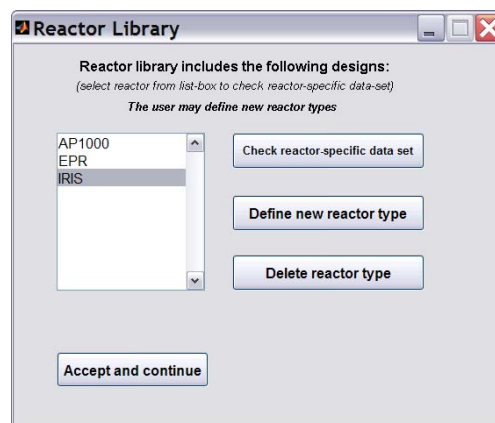 Reactor Library
Reactor library includes the following designs:
(select reactor from list-box to check reactor-specific data-set)
The user may define new reactor types
AP1000
EPR
IRIS
Check reactor-specific data set
Define new reactor type
Delete reactor type
Accept and continue